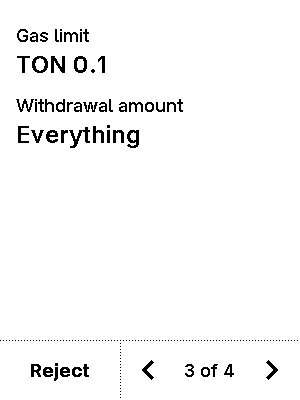 Gas limit
TON 0.1
Withdrawal amount
Everything
Reject
3 of 4